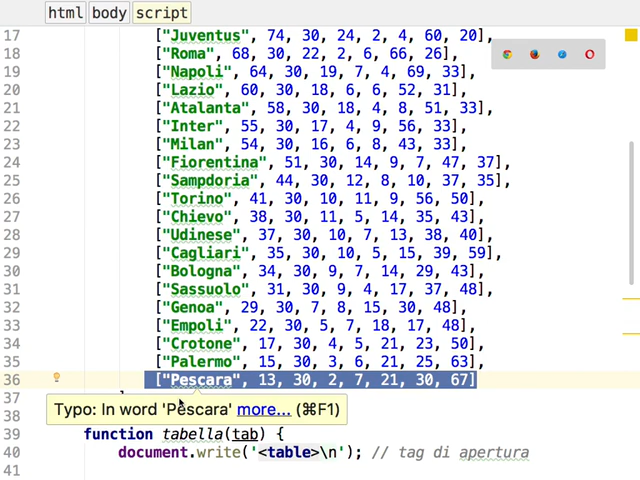 html body script
17 ["Juventus", 74, 30, 24, 2, 4, 60, 20],
18 ["Roma", 68, 30, 22, 2, 6, 66, 26],
19 ["Napoli", 64, 30, 19, 7, 4, 69, 33],
20 ["Lazio", 60, 30, 18, 6, 6, 52, 31],
21 ["Atalanta", 58, 30, 18, 4, 8, 51, 33],
22 ["Inter", 55, 30, 17, 4, 9, 56, 33],
23 ["Milan", 54, 30, 16, 6, 8, 43, 33],
24 ["Fiorentina", 51, 30, 14, 9, 7, 47, 37],
25 ["Sampdoria", 44, 30, 12, 8, 10, 37, 35],
26 ["Torino", 41, 30, 10, 11, 9, 56, 50],
27 ["Chievo", 38, 30, 11, 5, 14, 35, 43],
28 ["Udinese", 37, 30, 10, 7, 13, 38, 40],
29 ["Cagliari", 35, 30, 10, 5, 15, 39, 59],
30 ["Bologna", 34, 30, 9, 7, 14, 29, 43],
31 ["Sassuolo", 31, 30, 9, 4, 17, 37, 48],
32 ["Genoa", 29, 30, 7, 8, 15, 30, 48],
33 ["Empoli", 22, 30, 5, 7, 18, 17, 48],
34 ["Crotone", 17, 30, 4, 5, 21, 23, 50],
35 ["Palermo", 15, 30, 3, 6, 21, 25, 63],
36 ["Pescara", 13, 30, 2, 7, 21, 30, 67]
37
Typo: In word 'Pescara' more... (⌘F1)
38
39 function tabella(tab) {
40 document.write('<table>\n'); // tag di apertura
41